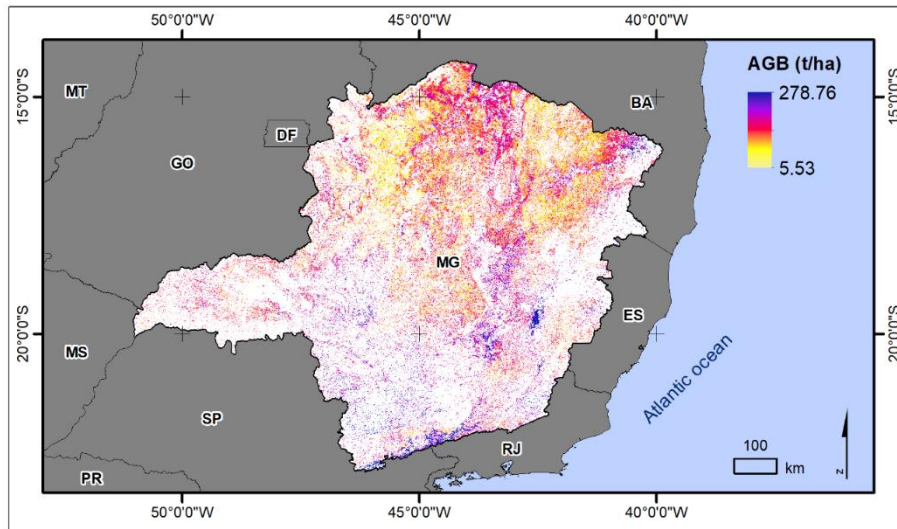 50°0'0"W 45°0'0"W 40°0'0"W
AGB (t/ha)
278.76
5.53
15°0'0"S
15°0'0"S
MT
BA
DF
GO
MG
ES
20°0'0"S
20°0'0"S
MS
Atlantic ocean
SP
RJ
100
km
PR
z
50°0'0"W 45°0'0"W 40°0'0"W